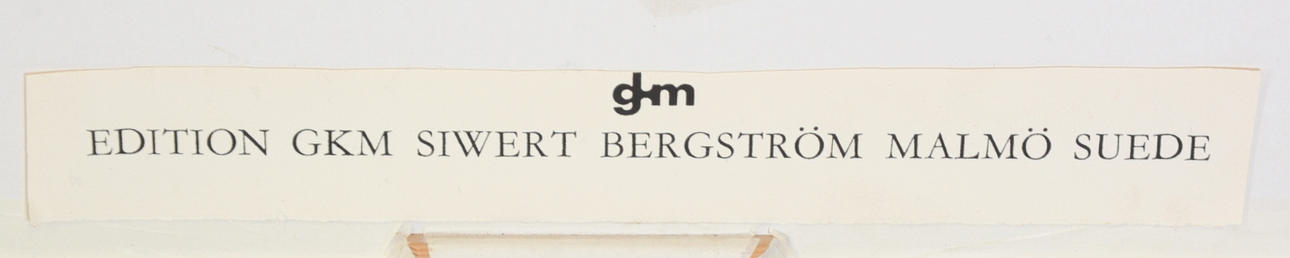 gkm
EDITION GKM SIWERT BERGSTRÖM MALMÖ SUEDE